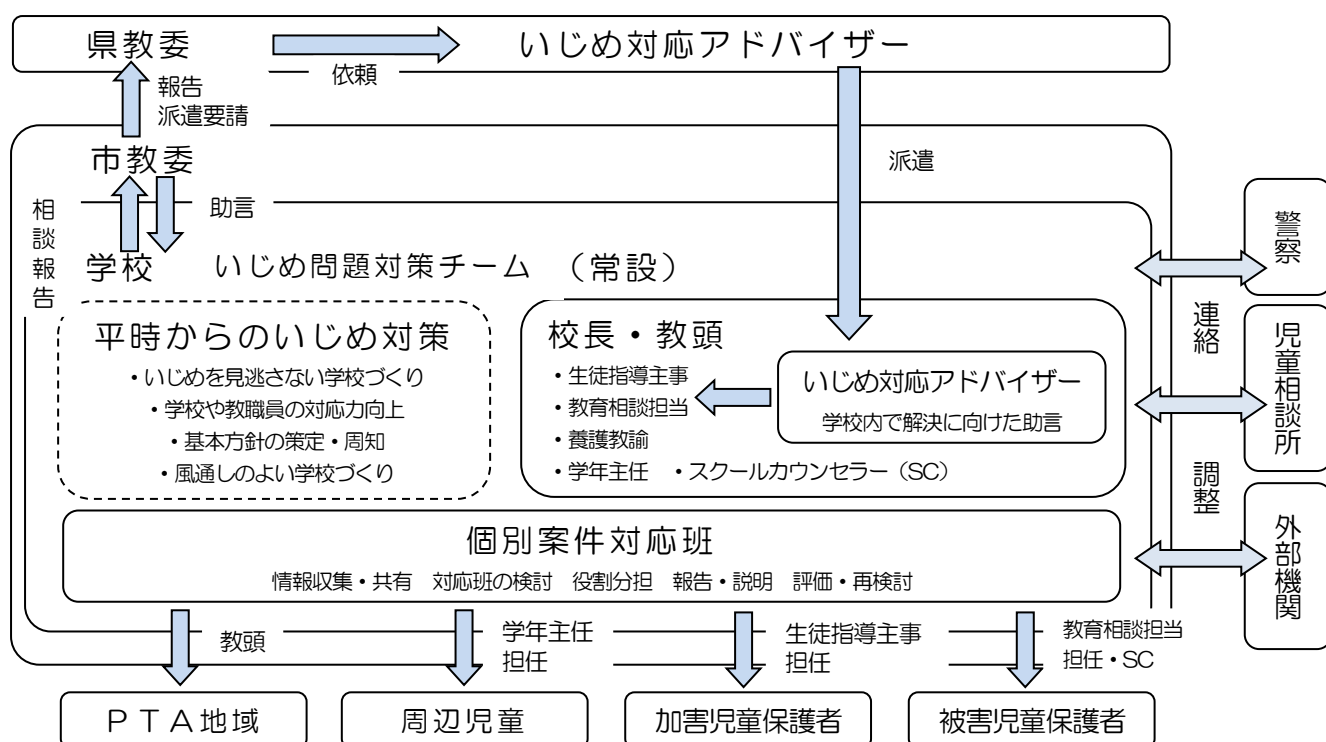 県教委
いじめ対応アドバイザー
依頼
報告
派遣要請
市教委
派遣
相談報告
助言
学校
いじめ問題対策チーム
（常設）
平時からのいじめ対策
・いじめを見逃さない学校づくり
・学校や教職員の対応力向上
・基本方針の策定・周知
・風通しのよい学校づくり
校長・教頭
・生徒指導主事
・教育相談担当
・養護教諭
・学年主任　・スクールカウンセラー（SC）
いじめ対応アドバイザー
学校内で解決に向けた助言
連絡
調整
警察
児童相談所
外部機関
個別案件対応班
情報収集・共有　対応班の検討　役割分担　報告・説明　評価・再検討
教頭
学年主任
担任
生徒指導主事
担任
教育相談担当
担任・SC
ＰＴＡ地域
周辺児童
加害児童保護者
被害児童保護者